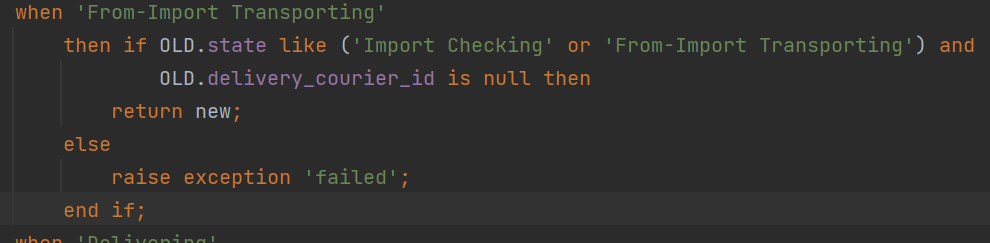 when 'From-Import Transporting'
then if OLD.state like ('Import Checking' or 'From-Import Transporting') and
OLD.delivery_courier_id is null then
return new;
else
raise exception 'failed';
end if;
when 'Delivering'